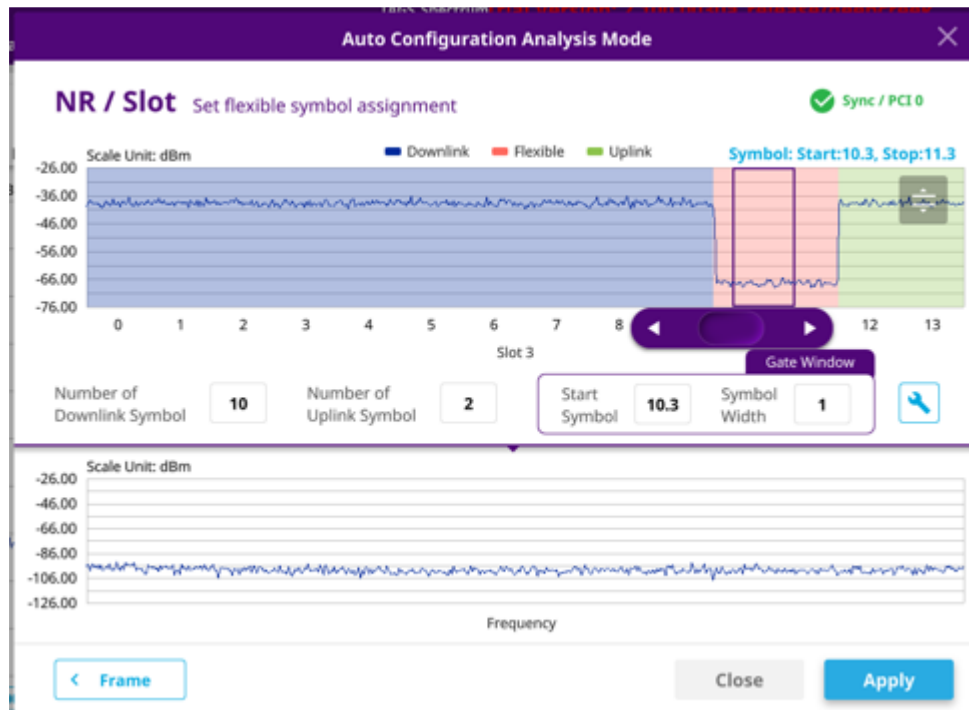 Auto Configuration Analysis Mode
NR / Slot Set flexible symbol assignment
Sync / PCI 0
Scale Unit: dBm
Downlink Flexible Uplink
Symbol: Start:10.3, Stop:11.3
-26.00
-36.00
-46.00
-56.00
-66.00
-76.00
0 1 2 3 4 5 6 7 8 12 13
Slot 3
Gate Window
Number of Downlink Symbol 10
Number of Uplink Symbol 2
Start Symbol 10.3
Symbol Width 1
Scale Unit: dBm
-26.00
-46.00
-66.00
-86.00
-106.00
-126.00
Frequency
Frame
Close
Apply